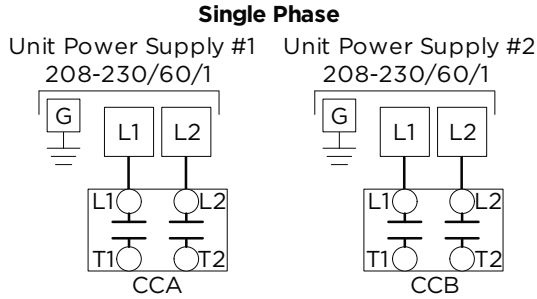 Single Phase
Unit Power Supply #1 Unit Power Supply #2
208-230/60/1 208-230/60/1
G L1 L2 G L1 L2
L1 L2 L1 L2
T1 T2 T1 T2
CCA CCB